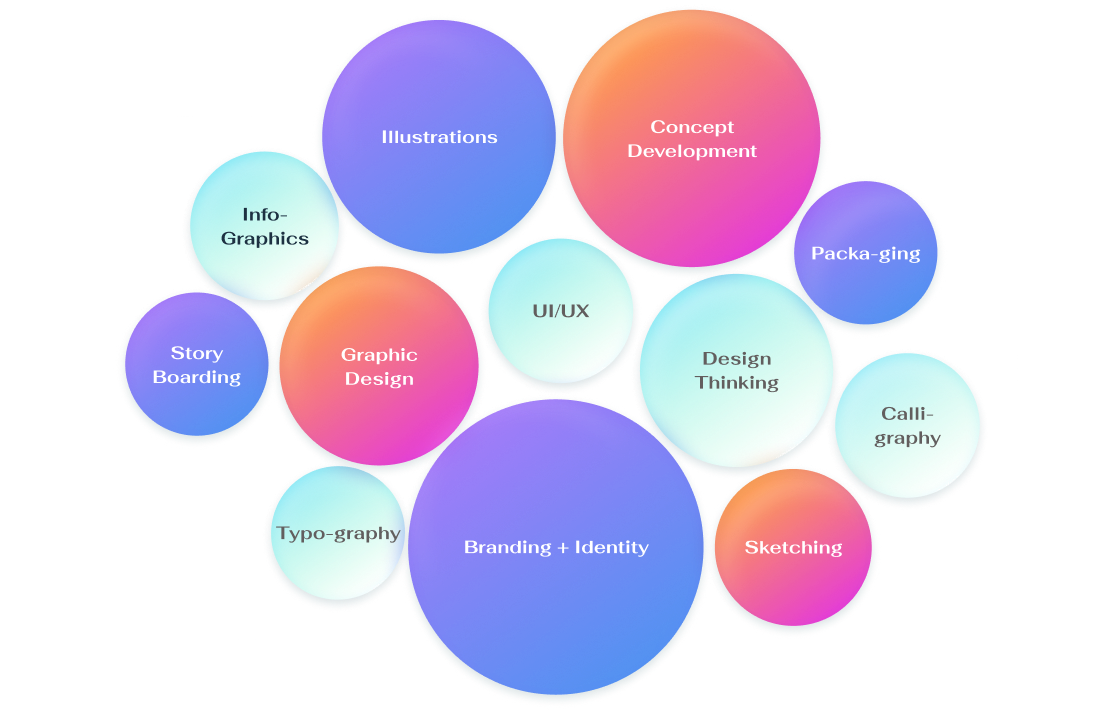 Illustrations
Concept
Development
Info-
Graphics
Packa-ging
UI/UX
Story
Boarding
Graphic
Design
Design
Thinking
Calli-
graphy
Typo-graphy
Branding + Identity
Sketching